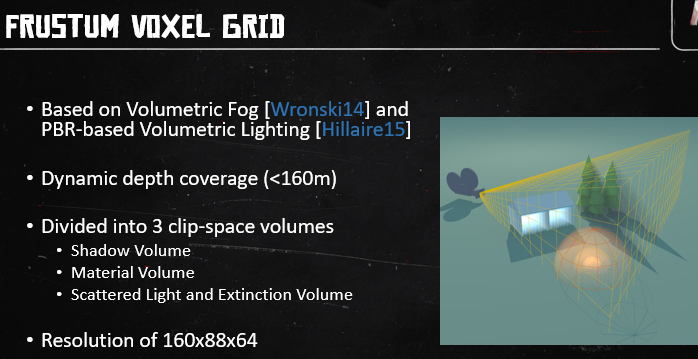 FRUSTUM VOXEL GRID
• Based on Volumetric Fog [Wronski14] and
PBR-based Volumetric Lighting [Hillaire15]
• Dynamic depth coverage (<160m)
• Divided into 3 clip-space volumes
• Shadow Volume
• Material Volume
• Scattered Light and Extinction Volume
• Resolution of 160x88x64